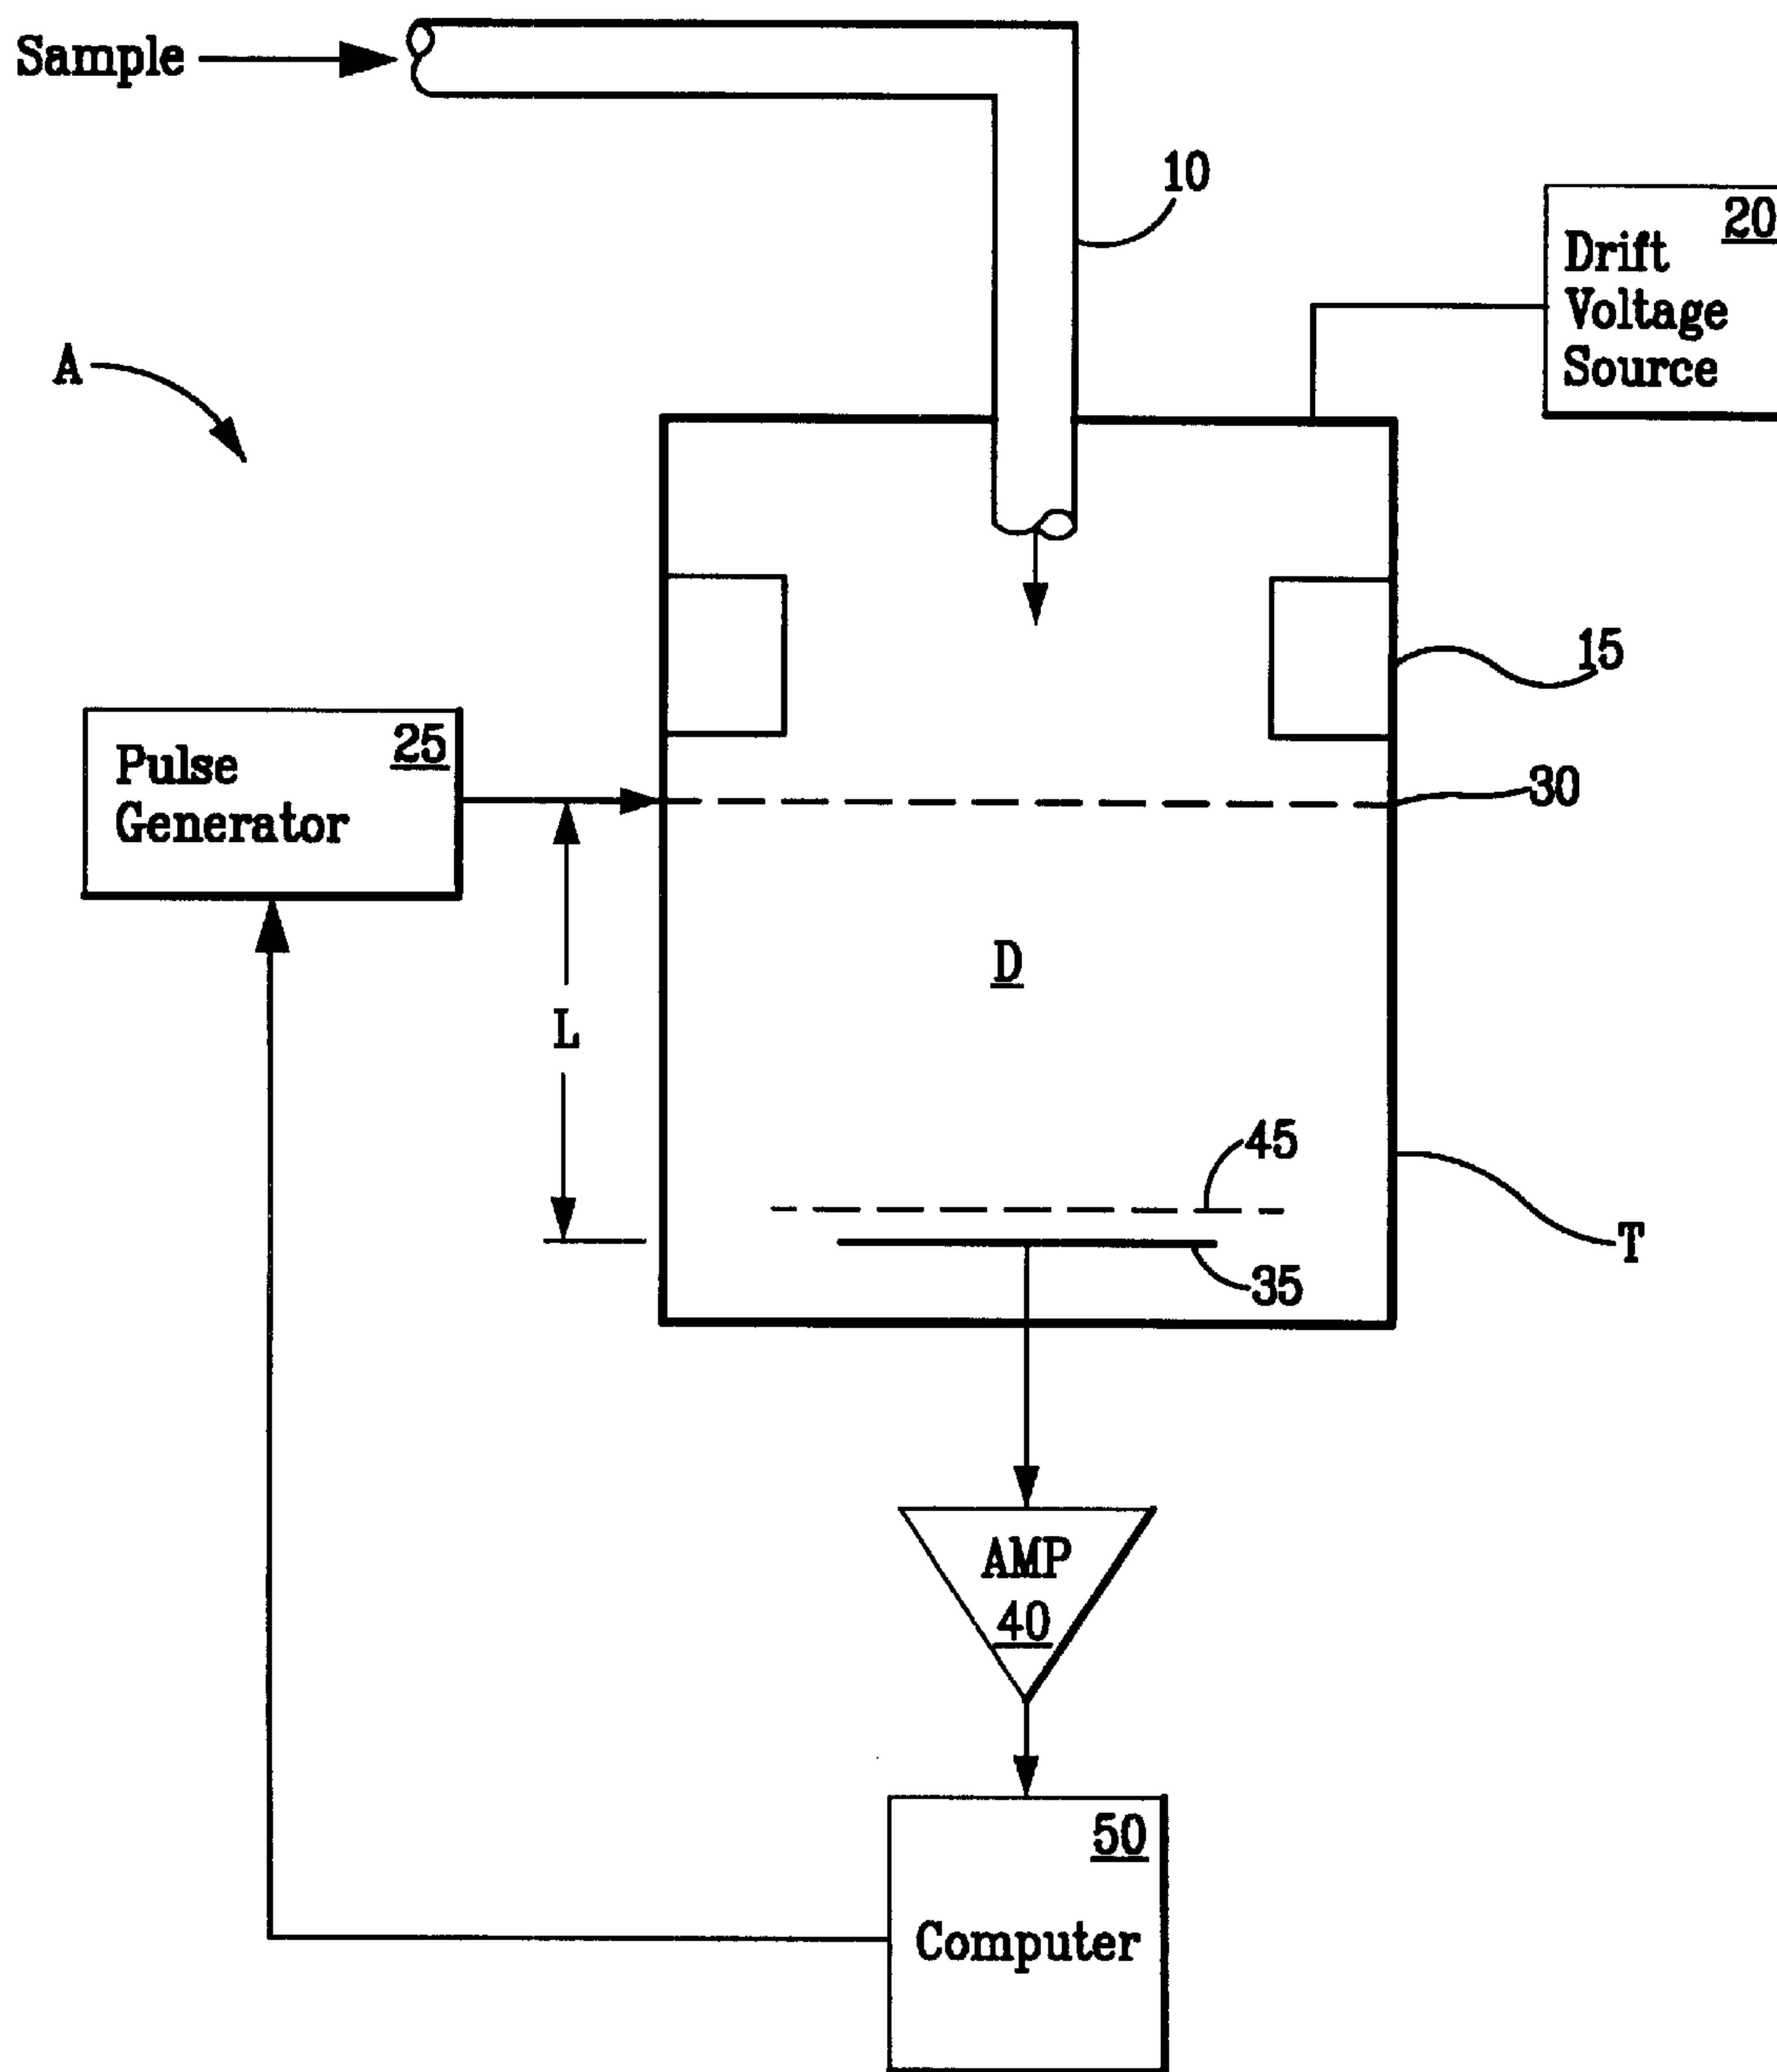 Sample
10
20
Drift
Voltage
Source
A
15
25
Pulse
Generator
30
D
L
45
T
35
AMP
40
50
Computer